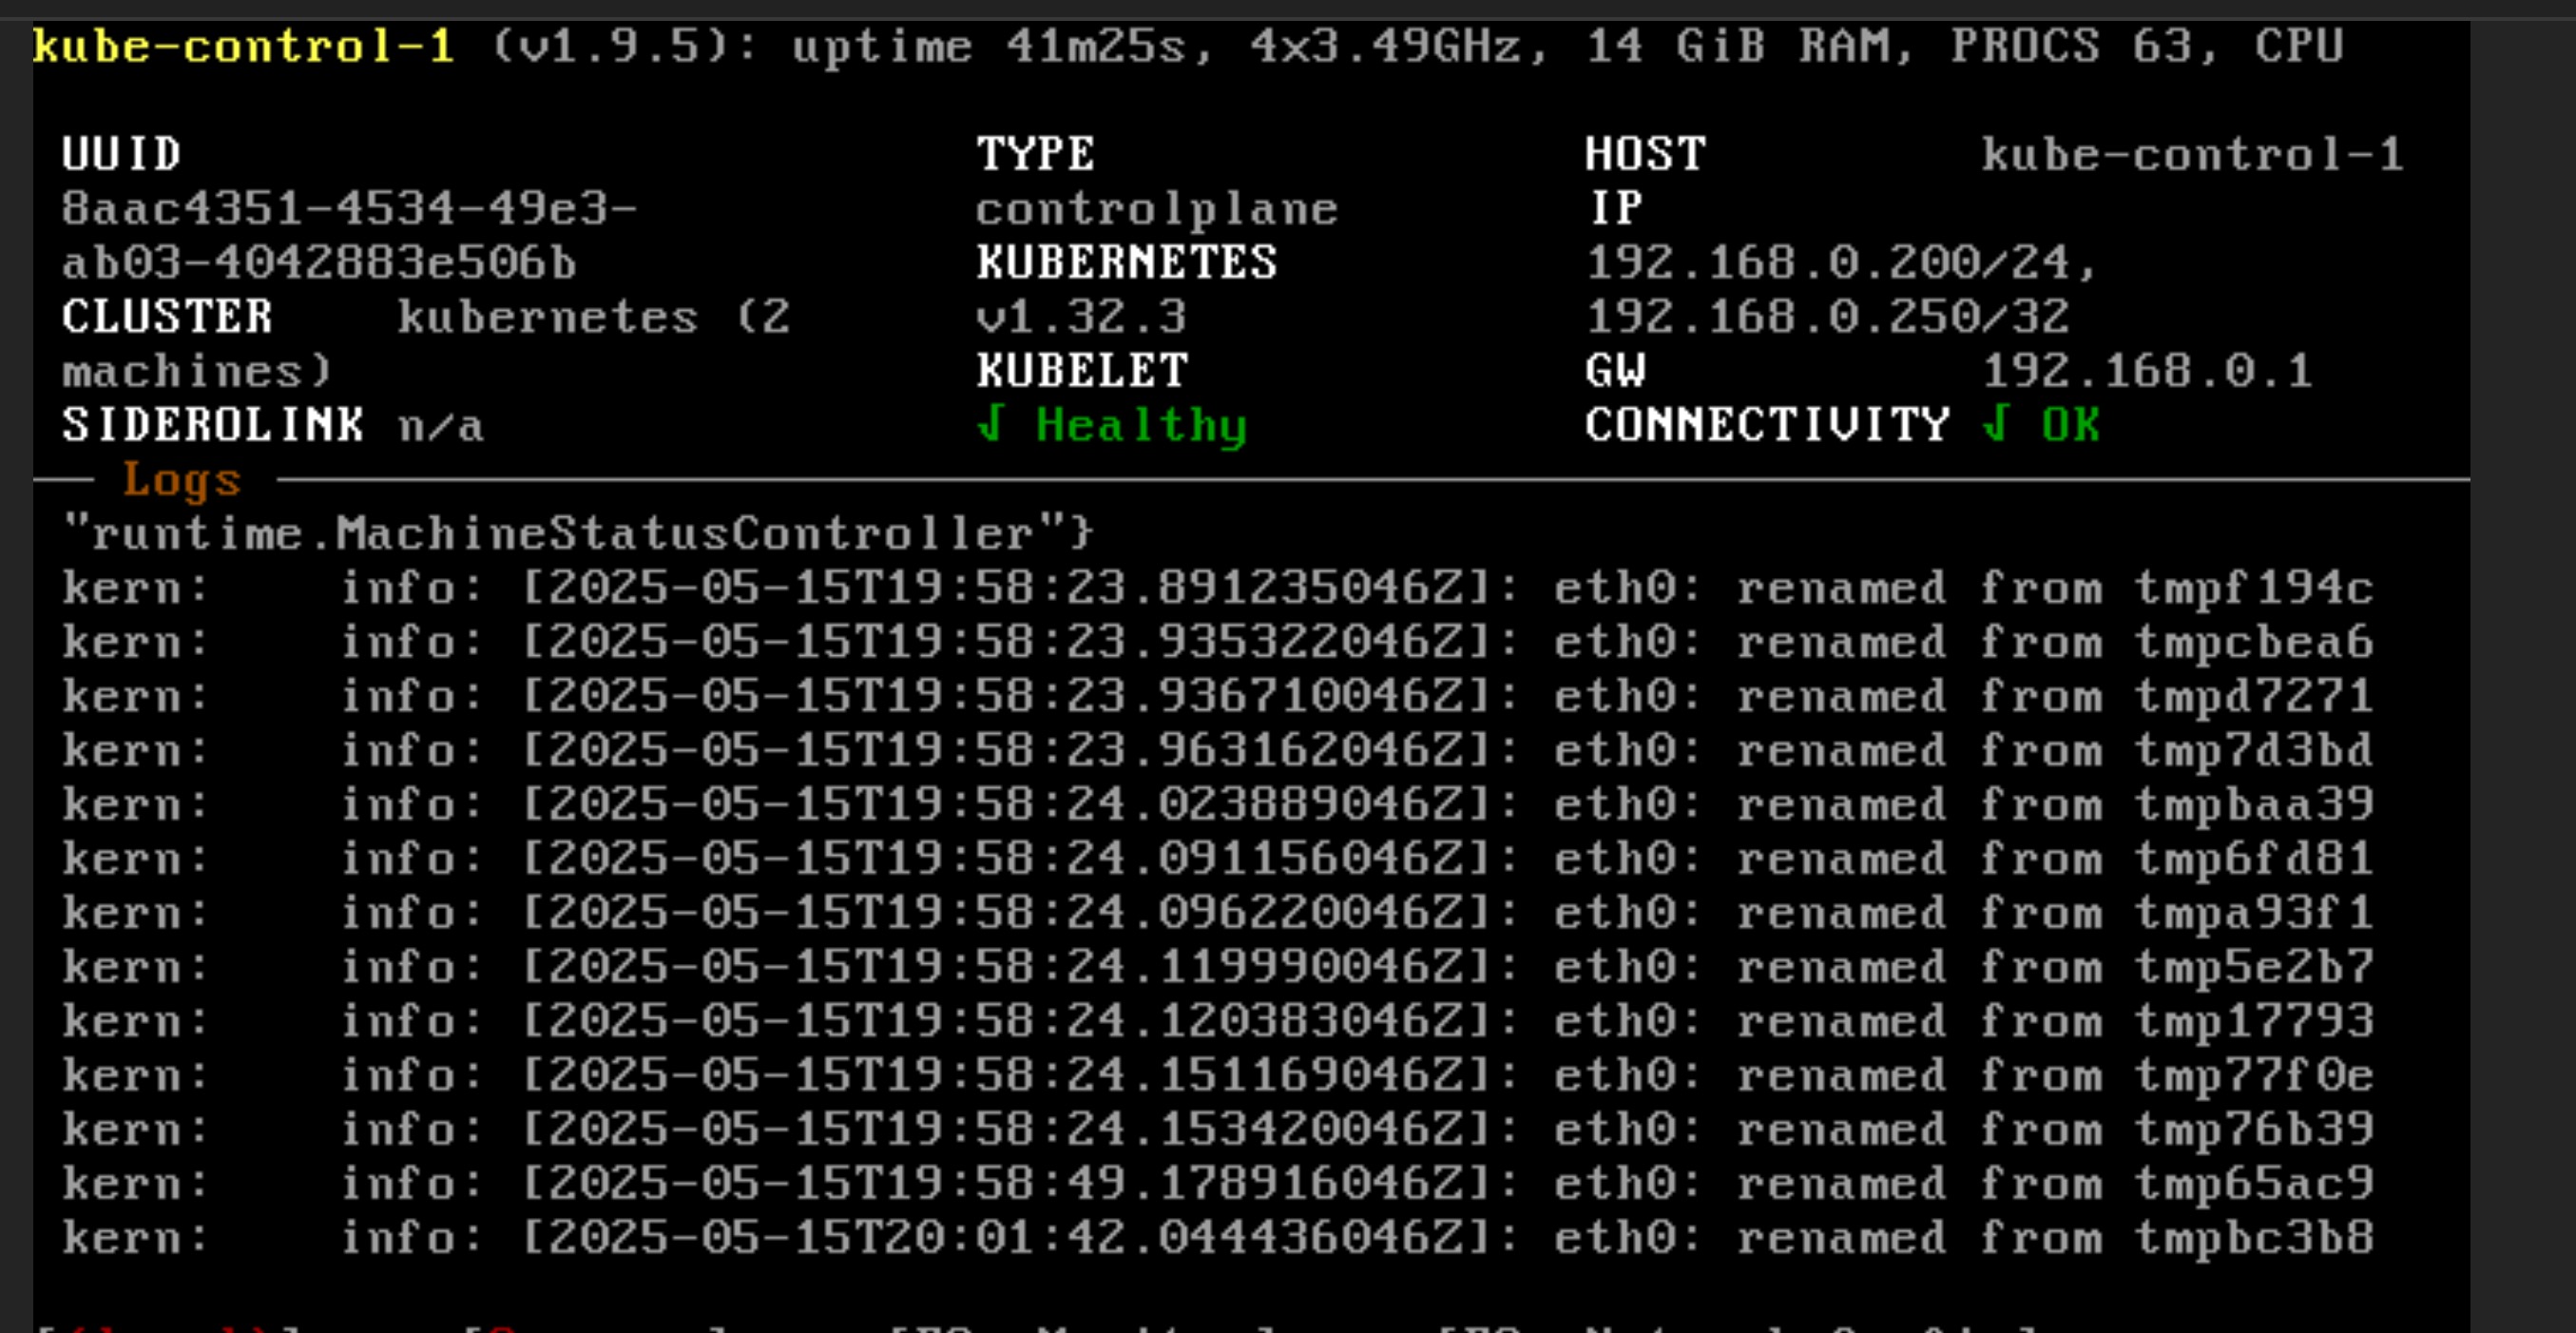 kube-control-1 (v1.9.5): uptime 41m25s, 4x3.49GHz, 14 GiB RAM, PROCS 63, CPU
UUID TYPE HOST kube-control-1
8aac4351-4534-49e3- controlplane IP
ab03-4042883e506b KUBERNETES 192.168.0.200/24,
CLUSTER kubernetes (2 v1.32.3 192.168.0.250/32
machines) KUBELET GW 192.168.0.1
SIDEROLINK n/a √ Healthy CONNECTIVITY √ OK
Logs
"runtime.MachineStatusController"}
kern: info: [2025-05-15T19:58:23.891235046Z]: eth0: renamed from tmpf194c
kern: info: [2025-05-15T19:58:23.935322046Z]: eth0: renamed from tmpcbea6
kern: info: [2025-05-15T19:58:23.936710046Z]: eth0: renamed from tmpd7271
kern: info: [2025-05-15T19:58:23.963162046Z]: eth0: renamed from tmp7d3bd
kern: info: [2025-05-15T19:58:24.023889046Z]: eth0: renamed from tmpbaa39
kern: info: [2025-05-15T19:58:24.091156046Z]: eth0: renamed from tmp6fd81
kern: info: [2025-05-15T19:58:24.096220046Z]: eth0: renamed from tmpa93f1
kern: info: [2025-05-15T19:58:24.119990046Z]: eth0: renamed from tmp5e2b7
kern: info: [2025-05-15T19:58:24.120383046Z]: eth0: renamed from tmp17793
kern: info: [2025-05-15T19:58:24.151169046Z]: eth0: renamed from tmp77f0e
kern: info: [2025-05-15T19:58:24.153420046Z]: eth0: renamed from tmp76b39
kern: info: [2025-05-15T19:58:49.178916046Z]: eth0: renamed from tmp65ac9
kern: info: [2025-05-15T20:01:42.044436046Z]: eth0: renamed from tmpbc3b8